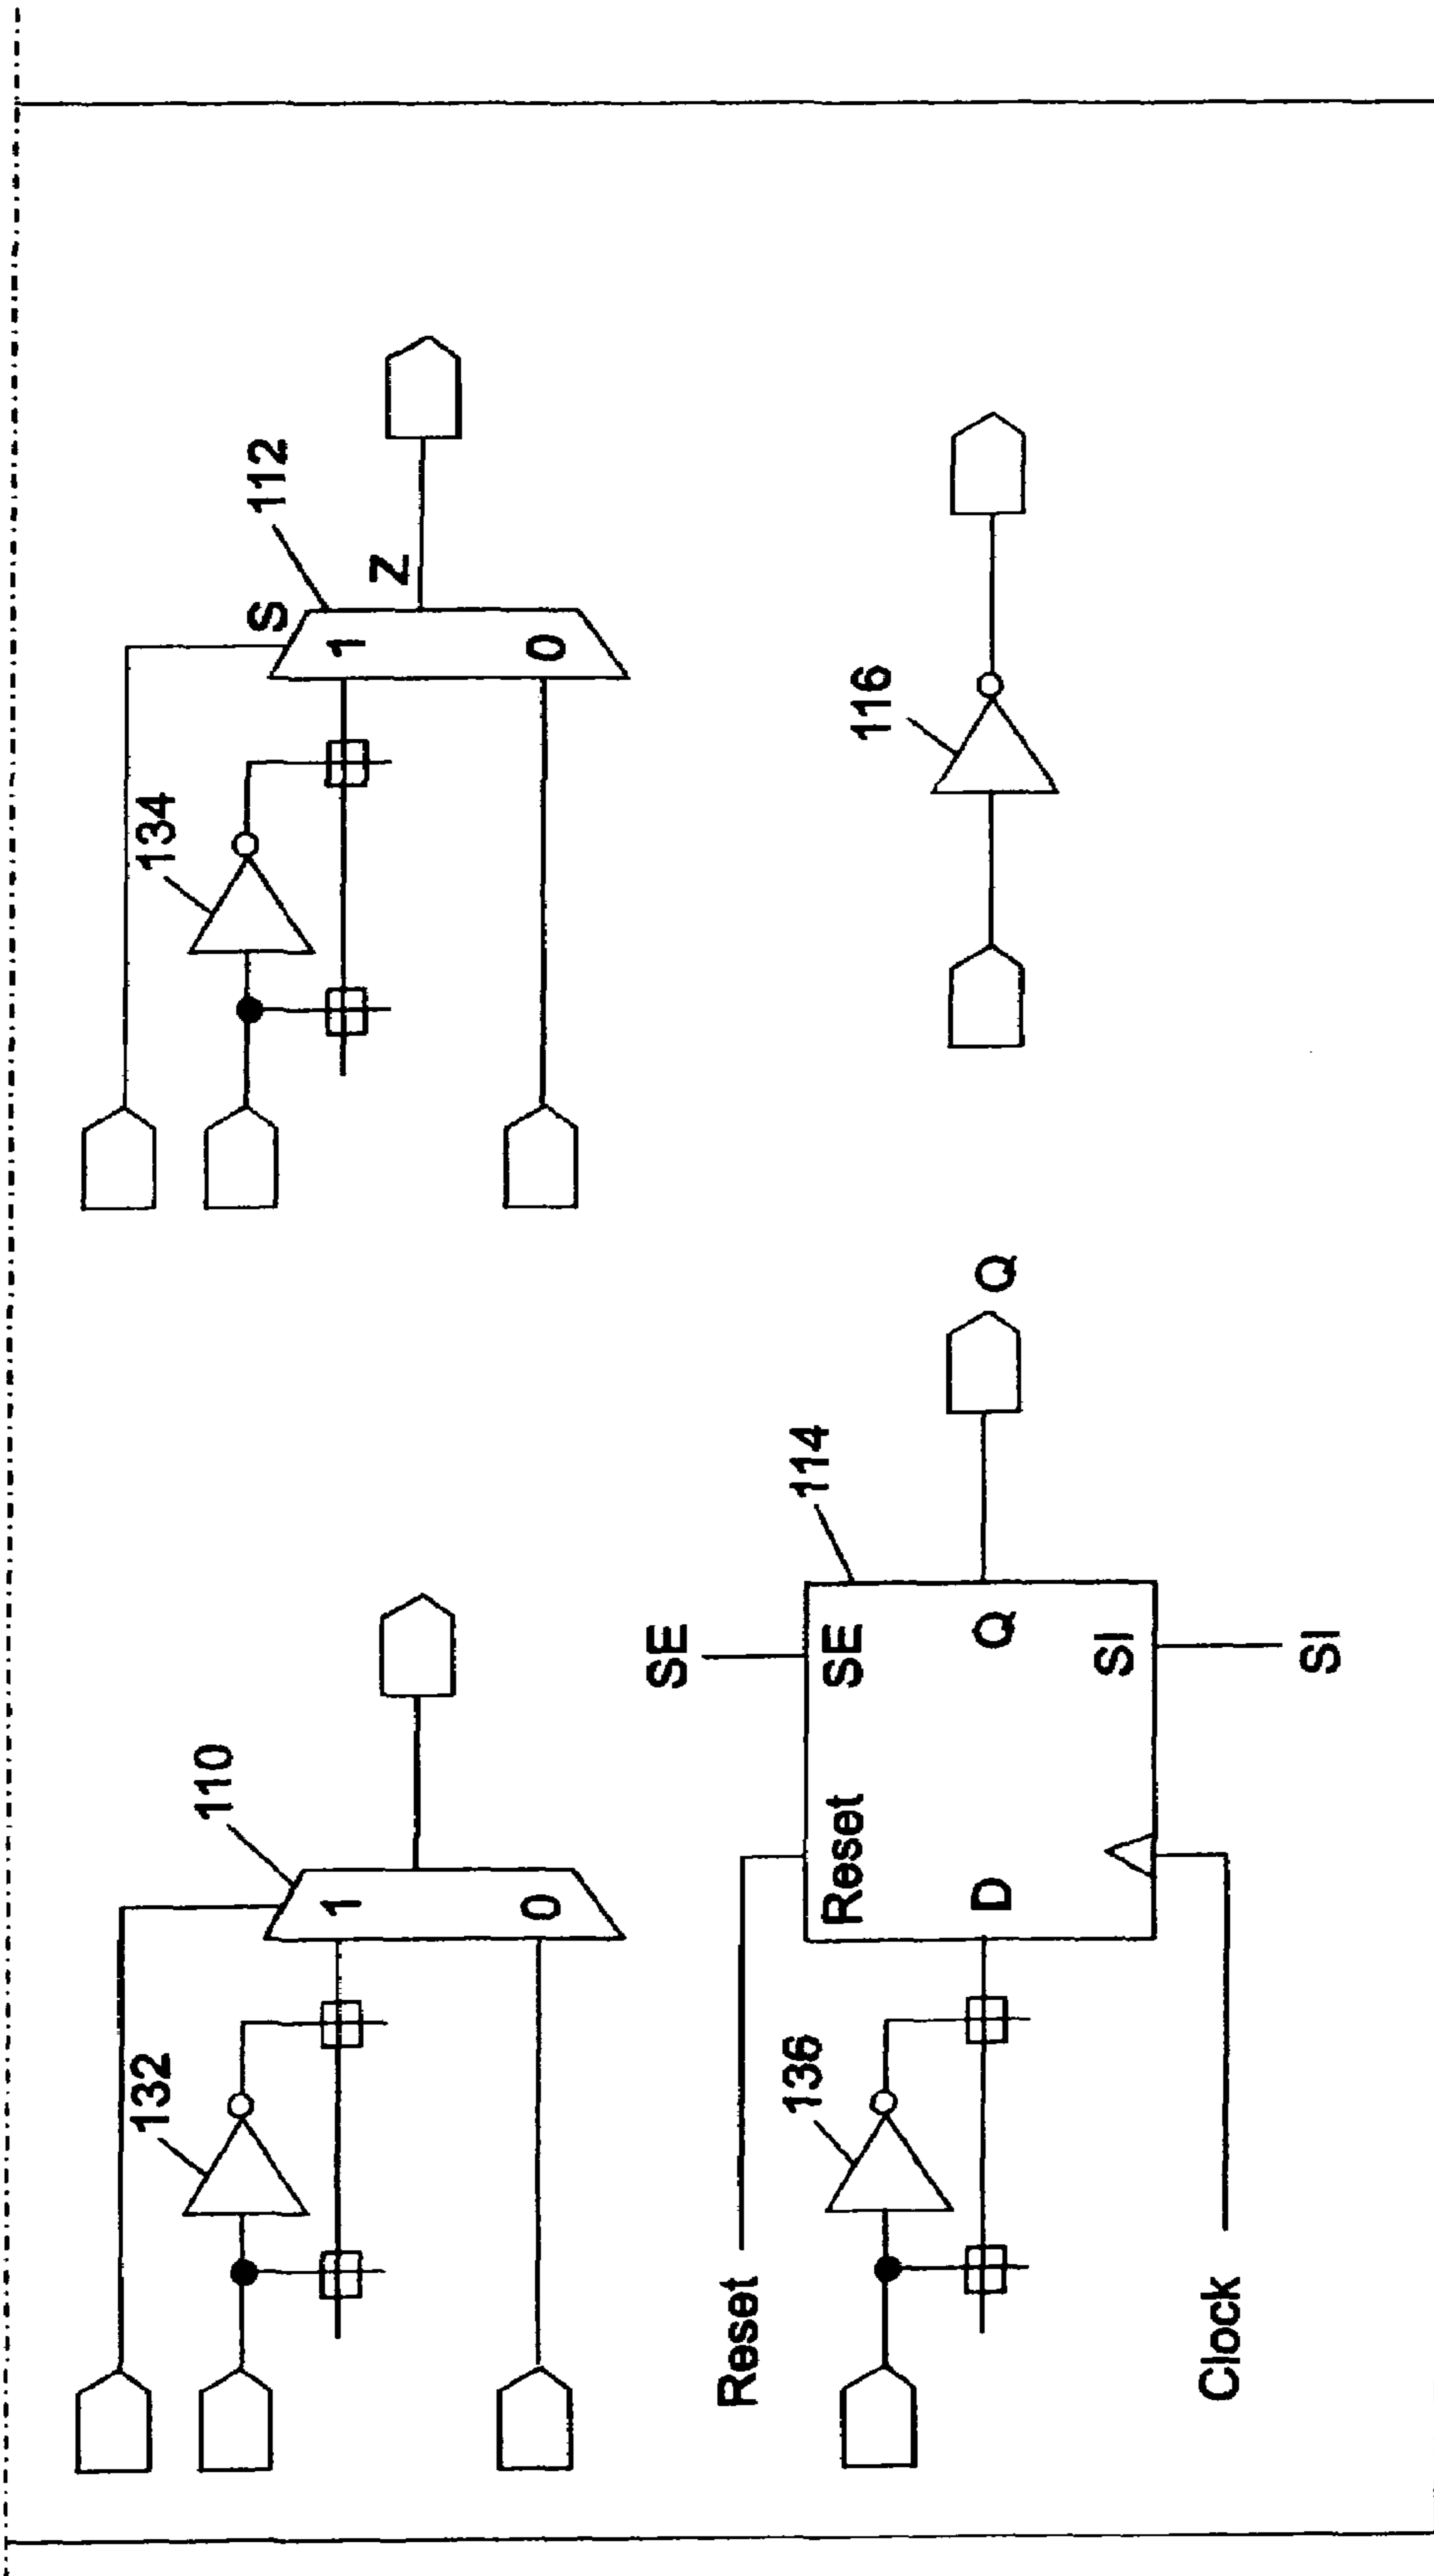 132
110
1
0
134
S
112
1
Z
0
Reset
SE
136
Reset
SE
114
D
Q
Q
SI
Clock
SI
116